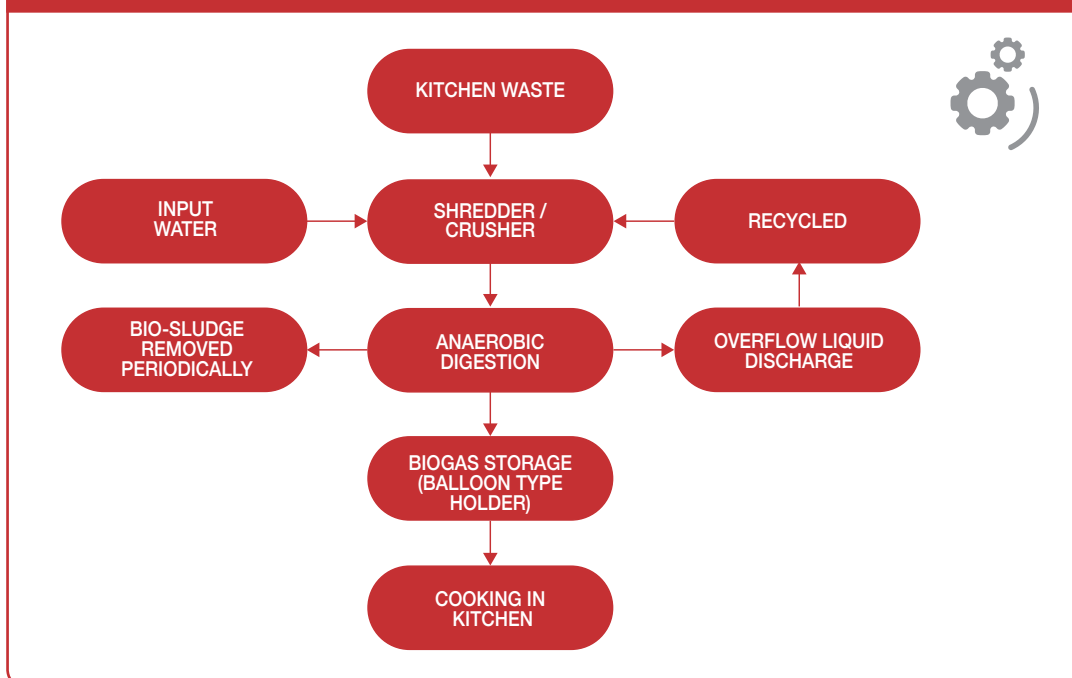 KITCHEN WASTE
INPUT
WATER
SHREDDER /
CRUSHER
RECYCLED
BIO-SLUDGE
REMOVED
PERIODICALLY
ANAEROBIC
DIGESTION
OVERFLOW LIQUID
DISCHARGE
BIOGAS STORAGE
(BALLOON TYPE
HOLDER)
COOKING IN
KITCHEN